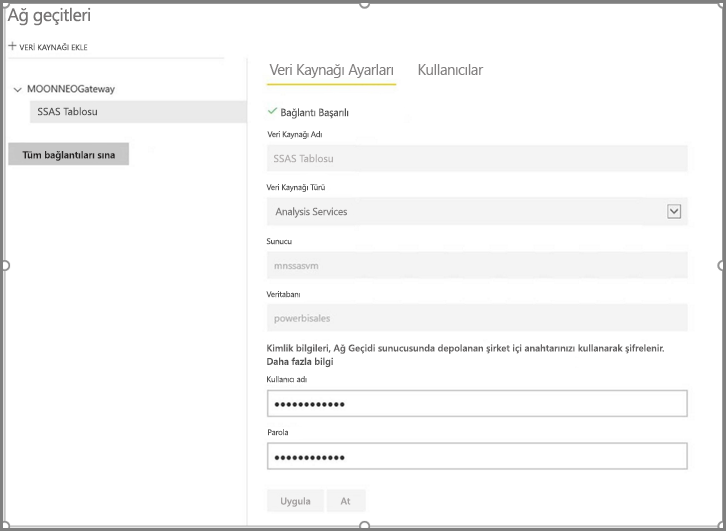 Ağ geçitleri
+ VERİ KAYNAĞI EKLE
MOONNEOGateway
SSAS Tablosu
Tüm bağlantıları sına
Veri Kaynağı Ayarları
Kullanıcılar
Bağlantı Başarılı
Veri Kaynağı Adı
SSAS Tablosu
Veri Kaynağı Türü
Analysis Services
Sunucu
mnssasvm
Veritabanı
powerbisales
Kimlik bilgileri, Ağ Geçidi sunucusunda depolanan şirket içi anahtarınızı kullanarak şifrelenir.
Daha fazla bilgi
Kullanıcı adı
●●●●●●●●●●●●
Parola
●●●●●●●●●●●●
Uygula
At